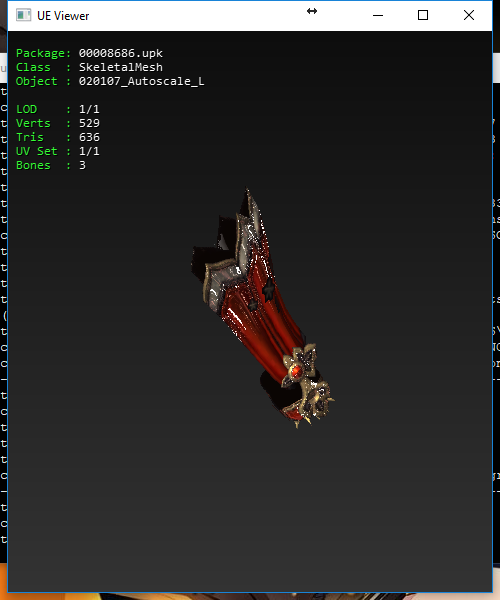 UE Viewer
Package: 00008686.upk
Class : SkeletalMesh
Object : 020107_Autoscale_L
LOD : 1/1
Verts : 529
Tris : 636
UV Set : 1/1
Bones : 3